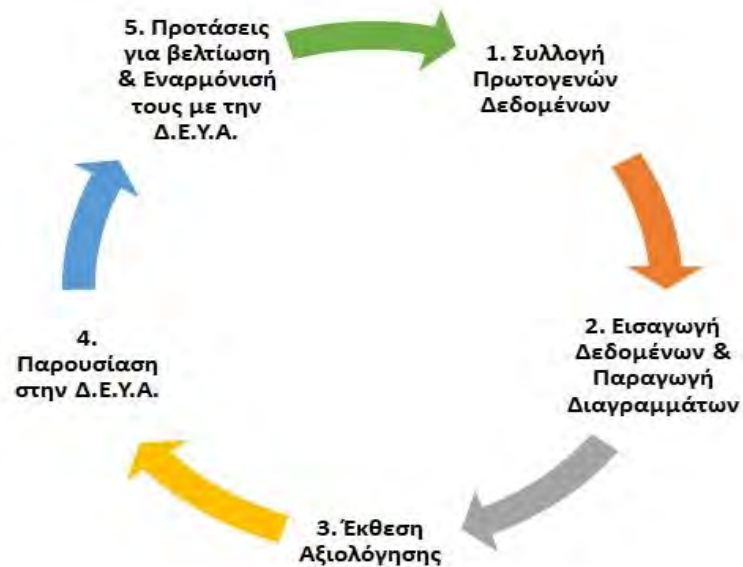 1. Συλλογή
Πρωτογενών
Δεδομένων
2. Εισαγωγή
Δεδομένων &
Παραγωγή
Διαγραμμάτων
3. Έκθεση
Αξιολόγησης
4.
Παρουσίαση
στην Δ.Ε.Υ.Α.
5. Προτάσεις
για βελτίωση
& Εναρμόνισή
τους με την
Δ.Ε.Υ.Α.